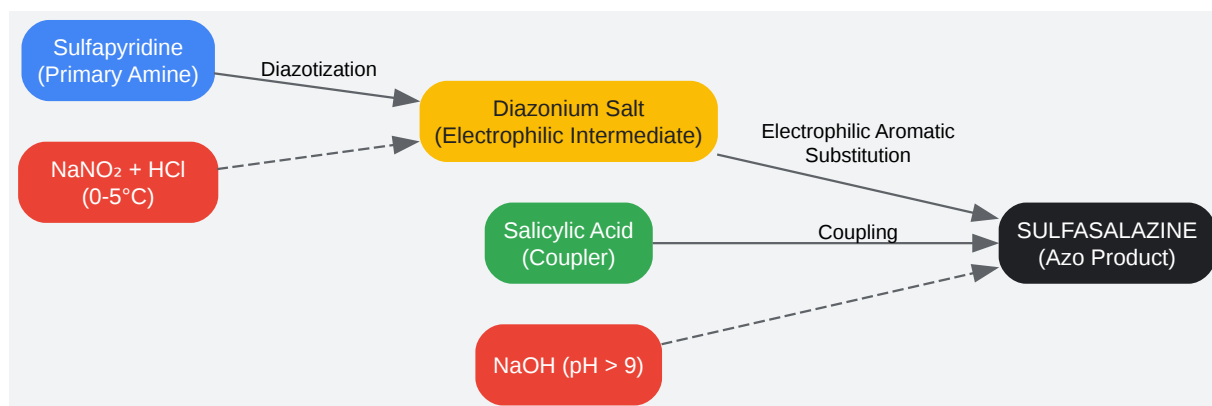 Sulfapyridine
(Primary Amine)
Diazotization
NaNO₂ + HCl
(0-5°C)
Diazonium Salt
(Electrophilic Intermediate)
Electrophilic Aromatic
Substitution
Salicylic Acid
(Coupler)
Coupling
SULFASALAZINE
(Azo Product)
NaOH (pH > 9)